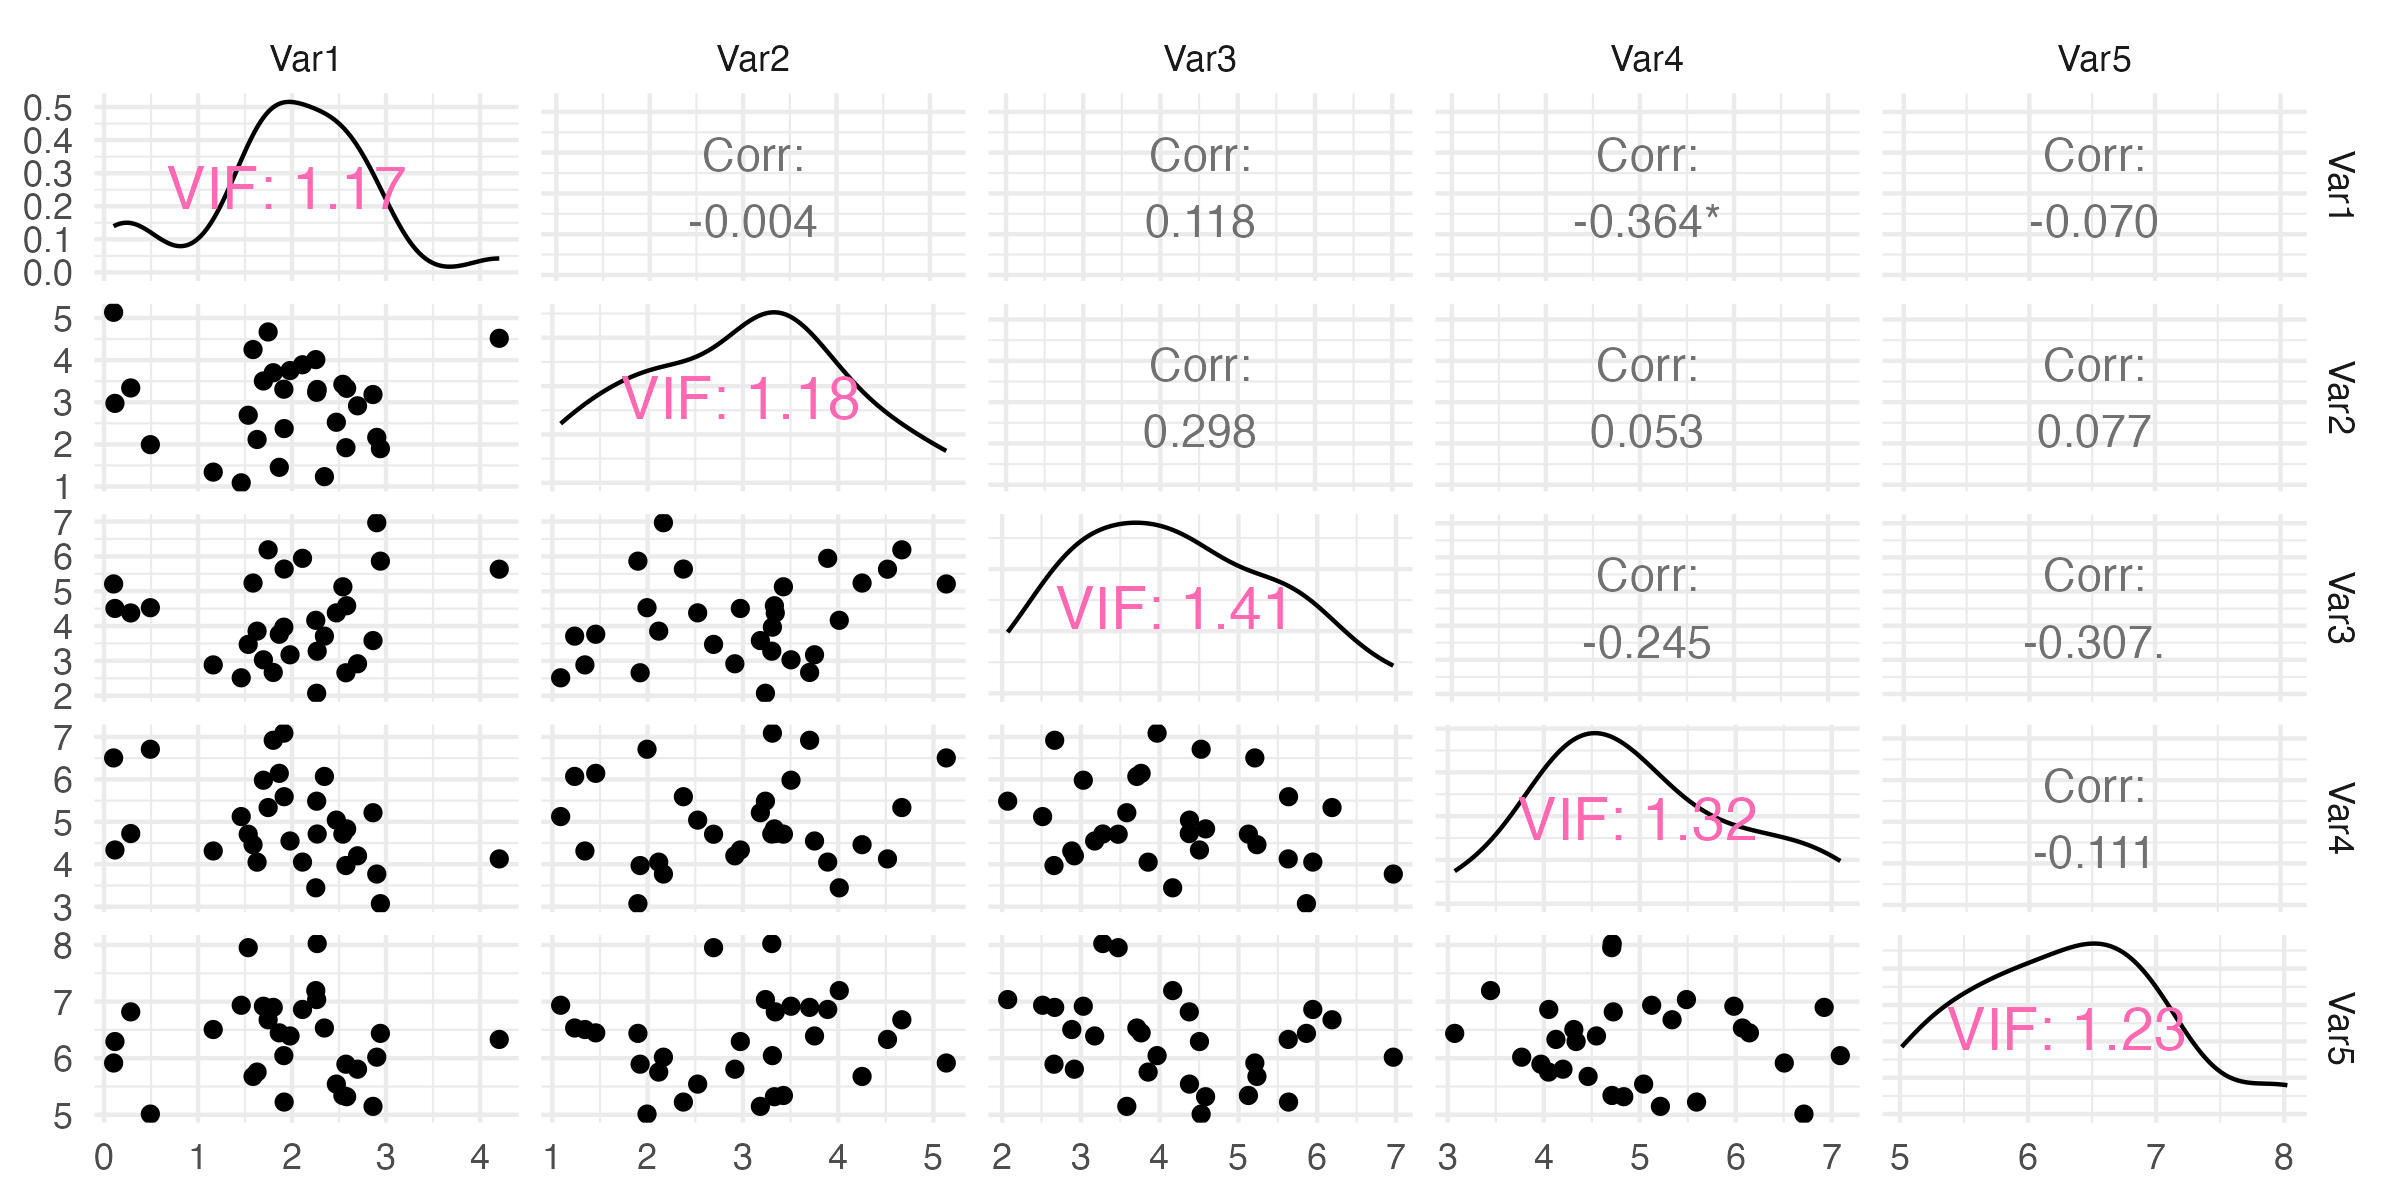 Var1 Var2 Var3 Var4 Var5
0.5
0.4
0.3
0.2
0.1
0.0
VIF: 1.17
Corr:
-0.004
Corr:
0.118
Corr:
-0.364*
Corr:
-0.070
Var1
5
4
3
2
1
VIF: 1.18
Corr:
0.298
Corr:
0.053
Corr:
0.077
Var2
7
6
5
4
3
2
VIF: 1.41
Corr:
-0.245
Corr:
-0.307.
Var3
7
6
5
4
3
VIF: 1.32
Corr:
-0.111
Var4
8
7
6
5
VIF: 1.23
Var5
0 1 2 3 4 1 2 3 4 5 2 3 4 5 6 7 3 4 5 6 7 5 6 7 8